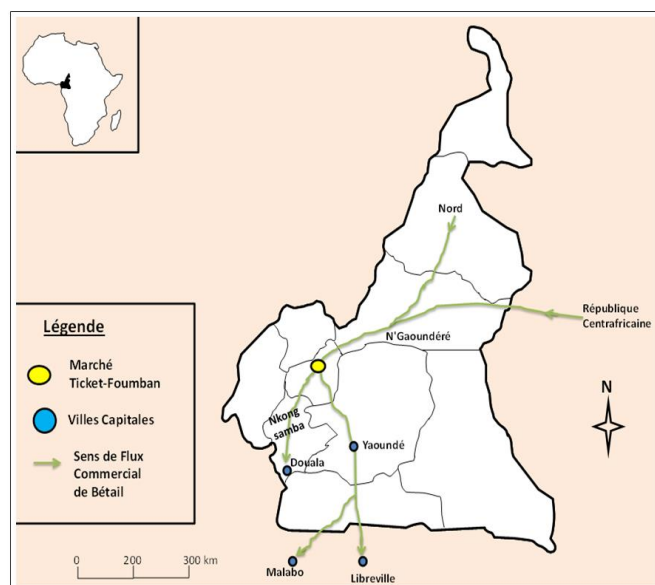 Nord
République
Centrafricaine
N'Gaoundéré
Légende
Marché
Ticket-Foumban
Villes Capitales
Sens de Flux
Commercial
de Bétail
N
Nkong
samba
Yaoundé
Douala
Malabo
Libreville
0 200 300 km